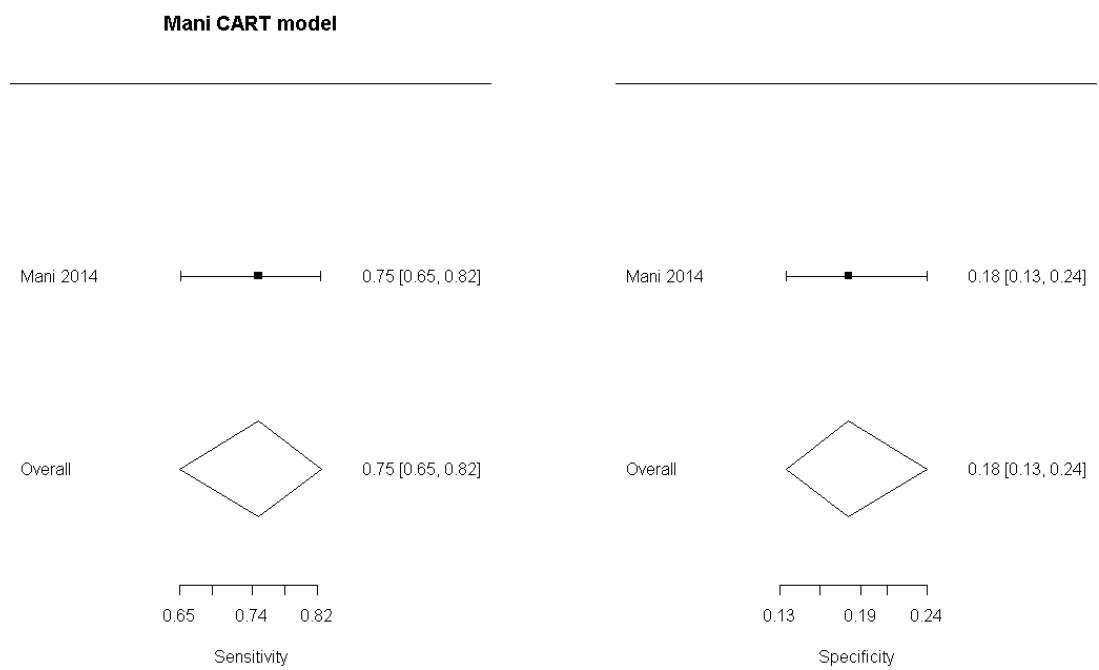 Mani CART model
Mani 2014 0.75 [0.65, 0.82] Mani 2014 0.18 [0.13, 0.24]
Overall 0.75 [0.65, 0.82] Overall 0.18 [0.13, 0.24]
0.65 0.74 0.82 0.13 0.19 0.24
Sensitivity Specificity